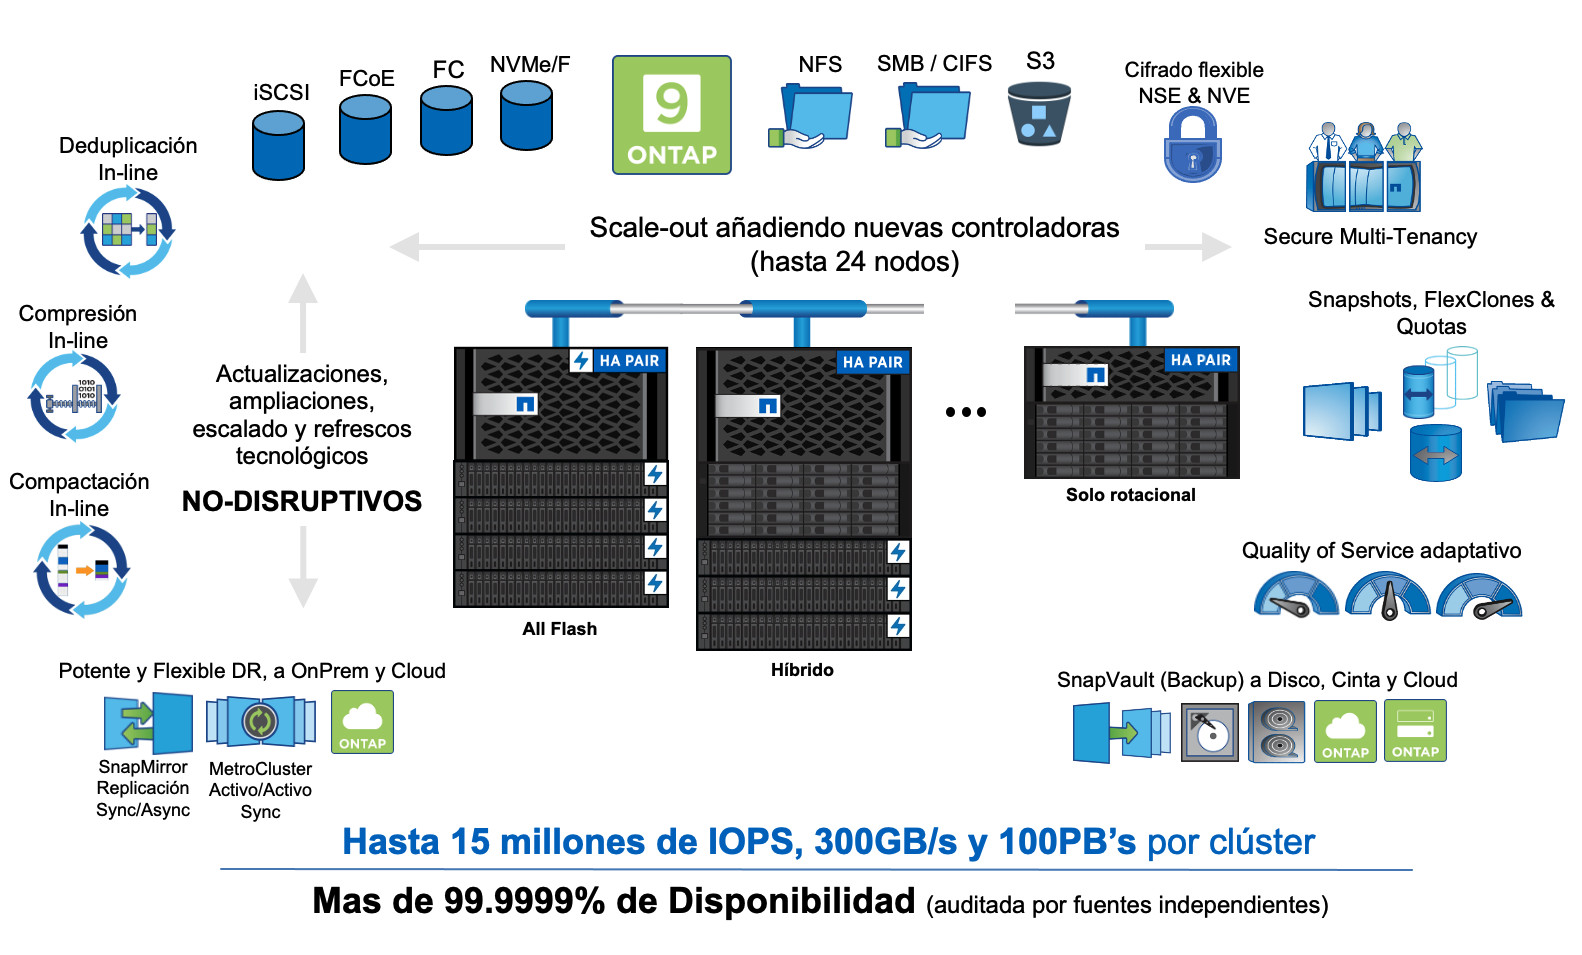 iSCSI
FCoE
FC
NVMe/F
9
ONTAP
NFS
SMB / CIFS
S3
Cifrado flexible
NSE & NVE
Deduplicación
In-line
Secure Multi-Tenancy
Scale-out añadiendo nuevas controladoras
(hasta 24 nodos)
Compresión
In-line
1010
0101
1010
Snapshots, FlexClones &
Quotas
Actualizaciones,
ampliaciones,
escalado y refrescos
tecnológicos
NO-DISRUPTIVOS
HA PAIR
HA PAIR
HA PAIR
Compactación
In-line
All Flash
Híbrido
Solo rotacional
Quality of Service adaptativo
Potente y Flexible DR, a OnPrem y Cloud
ONTAP
SnapMirror
Replicación
Sync/Async
MetroCluster
Activo/Activo
Sync
SnapVault (Backup) a Disco, Cinta y Cloud
ONTAP
ONTAP
Hasta 15 millones de IOPS, 300GB/s y 100PB’s por clúster
Mas de 99.9999% de Disponibilidad (auditada por fuentes independientes)